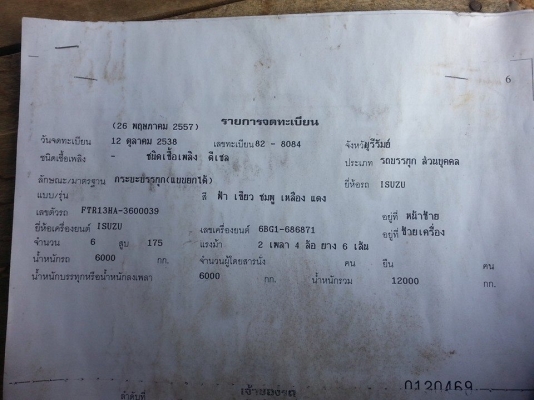 6
รายการจดทะเบียน
(26 พฤษภาคม 2557)
วันจดทะเบียน 12 ตุลาคม 2538 เลขทะเบียน 82 - 8084 จังหวัด บุรีรัมย์
ชนิดเชื้อเพลิง - ชนิดเชื้อเพลิง ดีเซล ประเภท รถบรรทุก ส่วนบุคคล
ลักษณะ/มาตรฐาน กระบะบรรทุก(แบบยกได้) ยี่ห้อรถ ISUZU
แบบ/รุ่น สี ฟ้า เขียว ชมพู เหลือง แดง
เลขตัวรถ FTR13HA-3600039 อยู่ที่ หน้าซ้าย
ยี่ห้อเครื่องยนต์ ISUZU เลขเครื่องยนต์ 6BG1-686871 อยู่ที่ ซ้ายเครื่อง
จำนวน 6 สูบ 175 แรงม้า 2 เพลา 4 ล้อ ยาง 6 เส้น
น้ำหนักรถ 6000 กก. จำนวนผู้โดยสารนั่ง คน ยืน คน
น้ำหนักบรรทุกหรือน้ำหนักลงเพลา 6000 กก. น้ำหนักรวม 12000 กก.
0120469
เจ้าของรถ
ลำดับที่